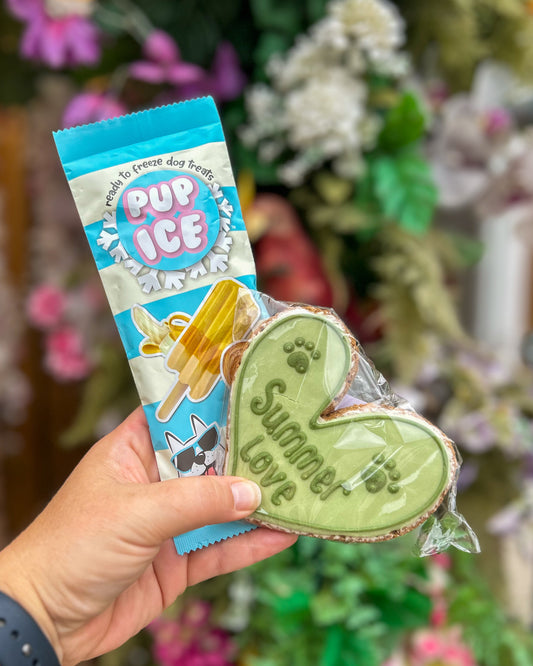 ready to freeze dog treats
PUP
ICE
Summer
Love